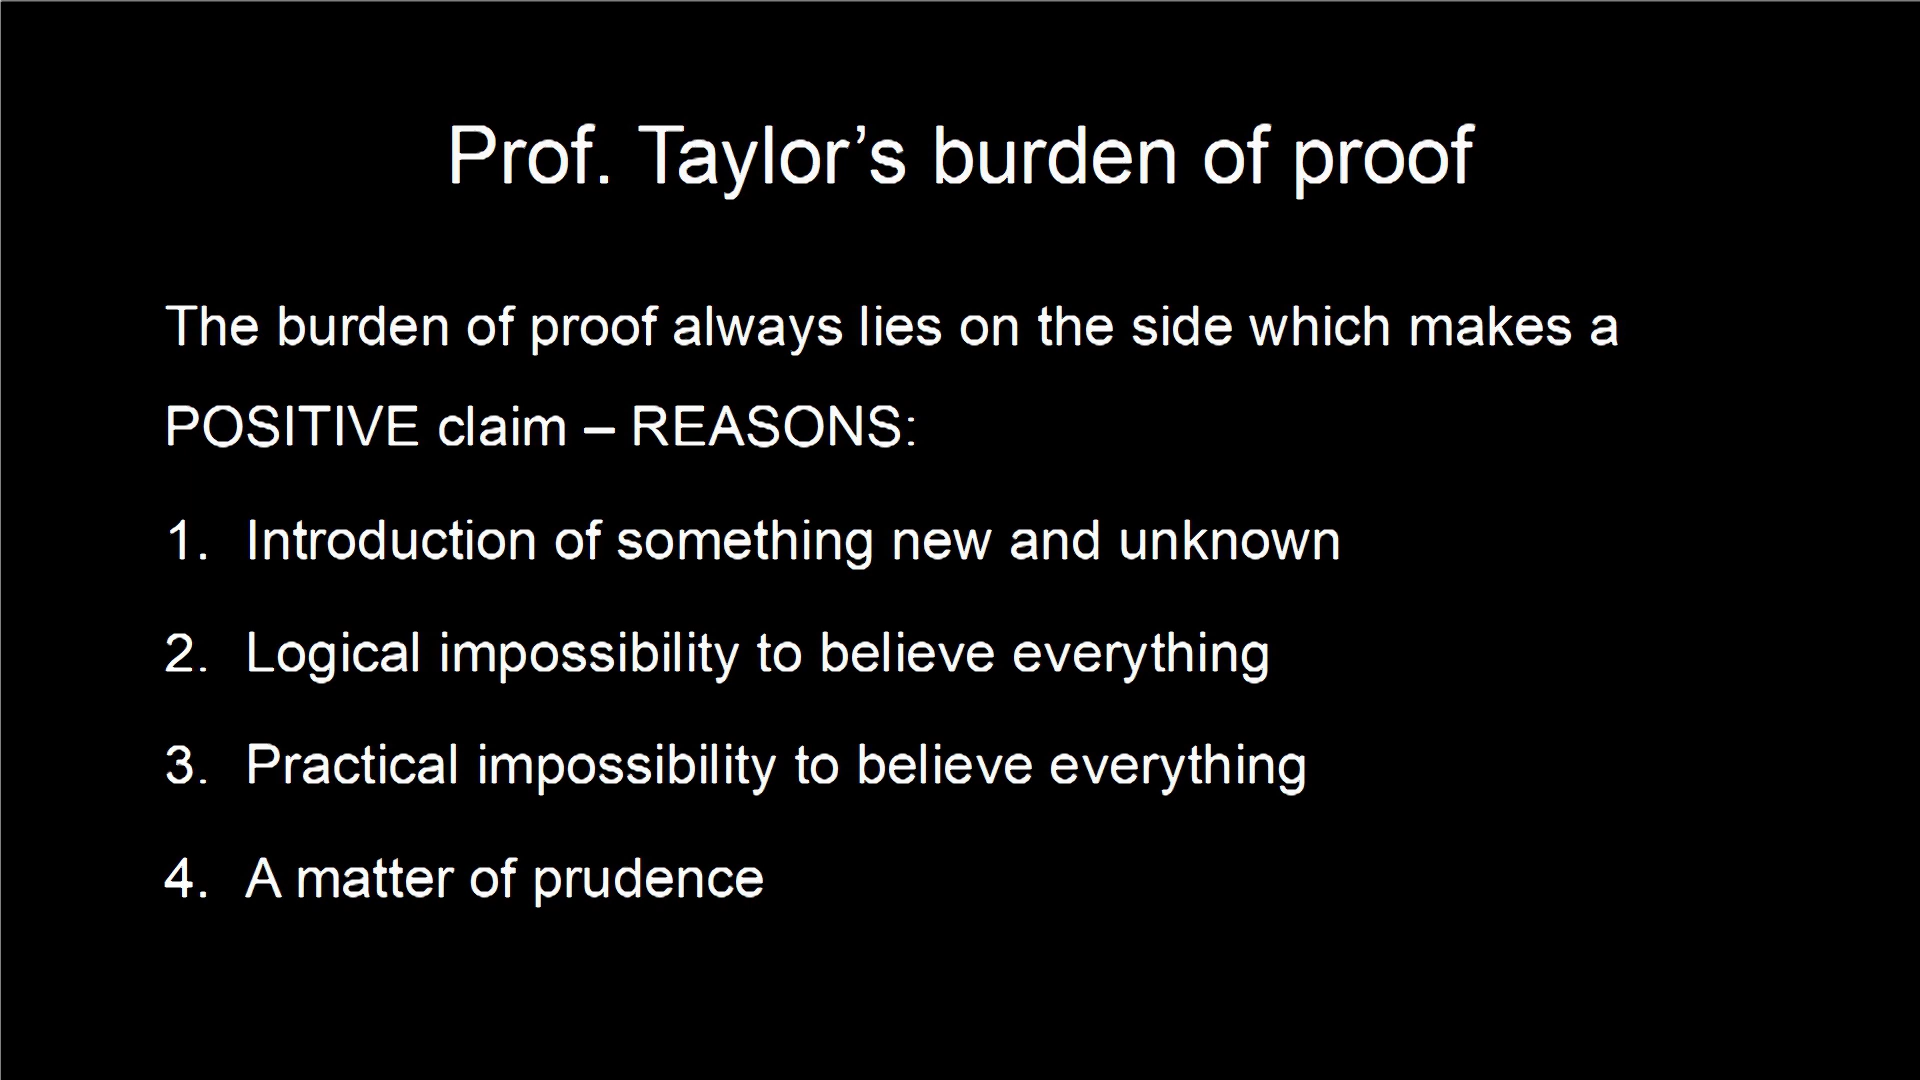 Prof. Taylor’s burden of proof
The burden of proof always lies on the side which makes a
POSITIVE claim – REASONS:
1. Introduction of something new and unknown
2. Logical impossibility to believe everything
3. Practical impossibility to believe everything
4. A matter of prudence